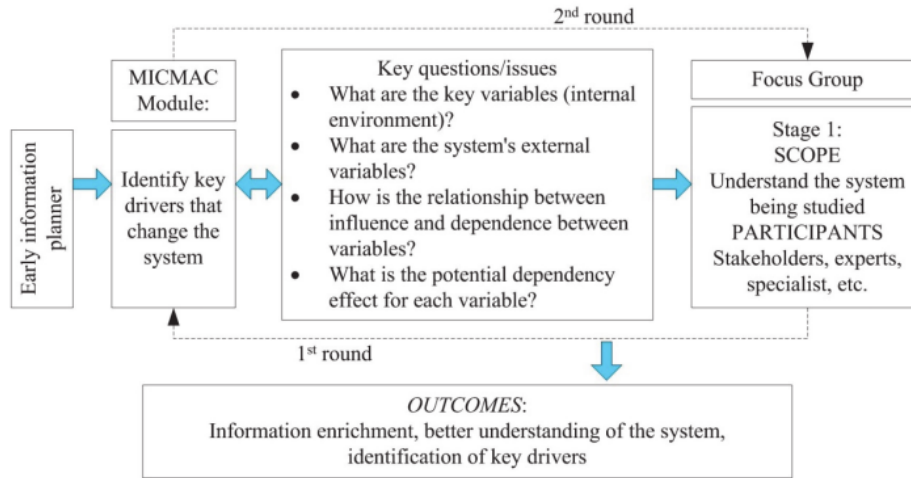 2nd round
MICMAC
Module:
Key questions/issues
• What are the key variables (internal
environment)?
• What are the system's external
variables?
• How is the relationship between
influence and dependence between
variables?
• What is the potential dependency
effect for each variable?
Focus Group
Early information
planner
Identify key
drivers that
change the
system
Stage 1:
SCOPE
Understand the system
being studied
PARTICIPANTS
Stakeholders, experts,
specialist, etc.
1st round
OUTCOMES:
Information enrichment, better understanding of the system,
identification of key drivers